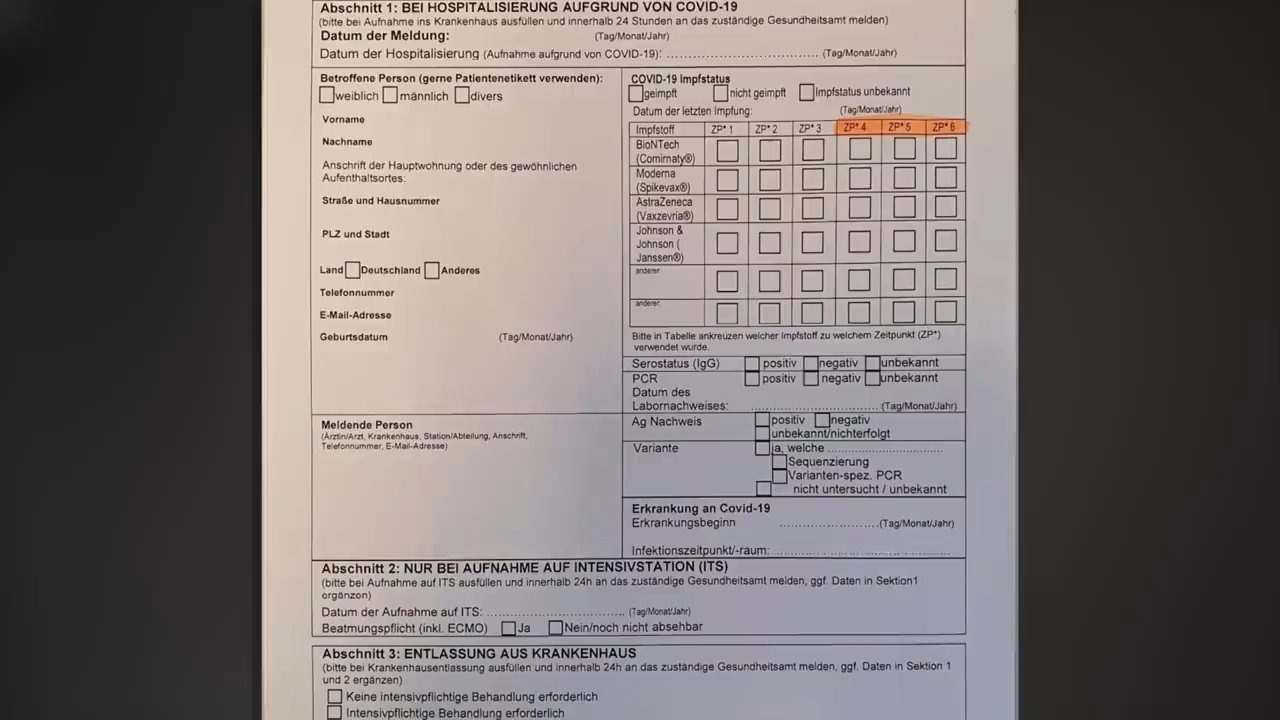 Abschnitt 1: BEI HOSPITALISIERUNG AUFGRUND VON COVID-19
(bitte bei Aufnahme ins Krankenhaus ausfüllen und innerhalb 24 Stunden an das zuständige Gesundheitsamt melden)
Datum der Meldung: (Tag/Monat/Jahr)
Datum der Hospitalisierung (Aufnahme aufgrund von COVID-19): .................................. (Tag/Monat/Jahr)
Betroffene Person (gerne Patientenetikett verwenden):
weiblich männlich divers
Vorname
Nachname
Anschrift der Hauptwohnung oder des gewöhnlichen
Aufenthaltsortes:
Straße und Hausnummer
PLZ und Stadt
Land Deutschland Anderes
Telefonnummer
E-Mail-Adresse
Geburtsdatum (Tag/Monat/Jahr)
Meldende Person
(Ärztin/Arzt, Krankenhaus, Station/Abteilung, Anschrift,
Telefonnummer, E-Mail-Adresse)
COVID-19 Impfstatus
geimpft nicht geimpft Impfstatus unbekannt
Datum der letzten Impfung: (Tag/Monat/Jahr)
Impfstoff ZP* 1 ZP* 2 ZP* 3 ZP* 4 ZP* 5 ZP* 6
BioNTech
(Comirnaty®)
Moderna
(Spikevax®)
AstraZeneca
(Vaxzevria®)
Johnson &
Johnson (
Janssen®)
anderer:
anderer:
Bitte in Tabelle ankreuzen welcher Impfstoff zu welchem Zeitpunkt (ZP*)
verwendet wurde.
Serostatus (IgG) positiv negativ unbekannt
PCR positiv negativ unbekannt
Datum des
Labornachweises: ............................ (Tag/Monat/Jahr)
Ag Nachweis positiv negativ
unbekannt/nichterfolgt
Variante ja, welche ..........................
Sequenzierung
Varianten-spez. PCR
nicht untersucht / unbekannt
Erkrankung an Covid-19
Erkrankungsbeginn ......................(Tag/Monat/Jahr)
Infektionszeitpunkt/-raum: ........................................
Abschnitt 2: NUR BEI AUFNAHME AUF INTENSIVSTATION (ITS)
(bitte bei Aufnahme auf ITS ausfüllen und innerhalb 24h an das zuständige Gesundheitsamt melden, ggf. Daten in Sektion1
ergänzen)
Datum der Aufnahme auf ITS: .............................. (Tag/Monat/Jahr)
Beatmungspflicht (inkl. ECMO) Ja Nein/noch nicht absehbar
Abschnitt 3: ENTLASSUNG AUS KRANKENHAUS
(bitte bei Krankenhausentlassung ausfüllen und innerhalb 24h an das zuständige Gesundheitsamt melden, ggf. Daten in Sektion 1
und 2 ergänzen)
Keine intensivpflichtige Behandlung erforderlich
Intensivpflichtige Behandlung erforderlich